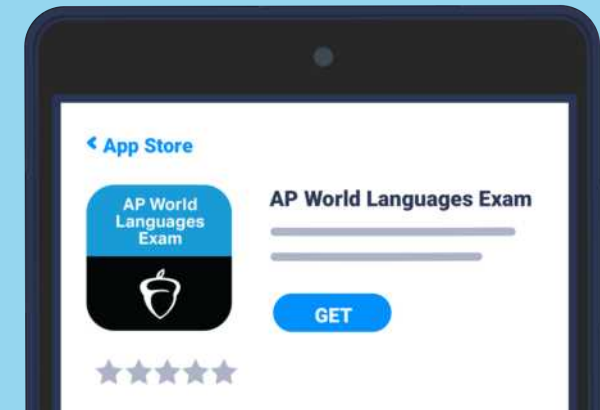 App Store
AP World
Languages
Exam
AP World Languages Exam
GET